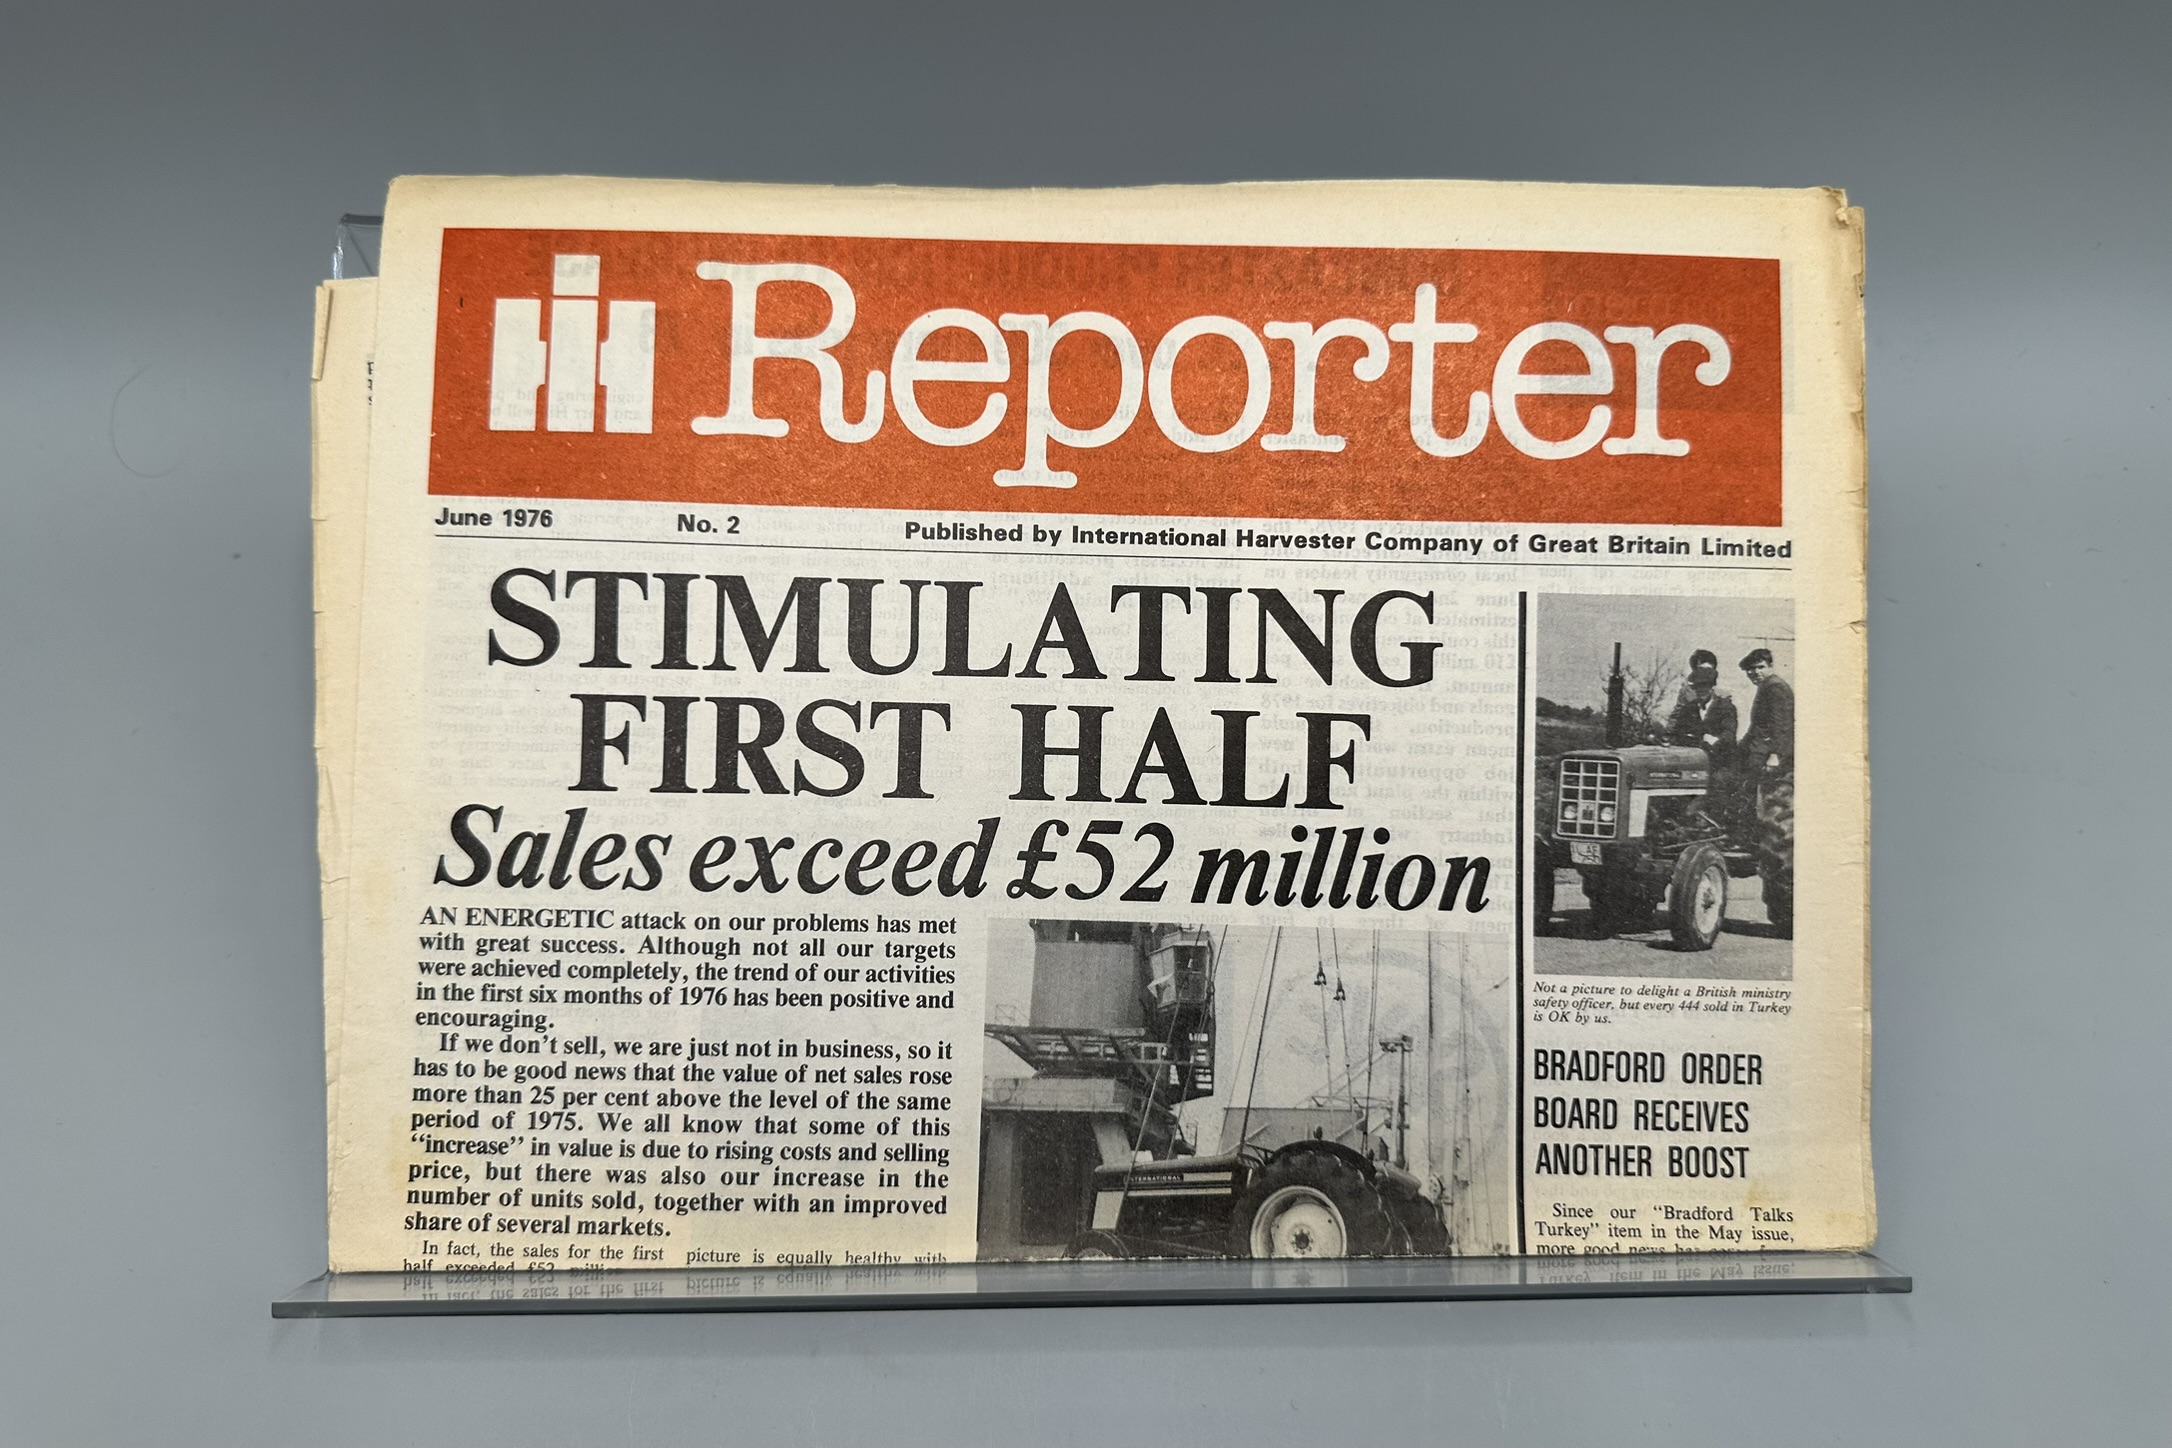 Reporter
June 1976 No. 2 Published by International Harvester Company of Great Britain Limited
STIMULATING
FIRST HALF
Sales exceed £52 million
AN ENERGETIC attack on our problems has met
with great success. Although not all our targets
were achieved completely, the trend of our activities
in the first six months of 1976 has been positive and
encouraging.
If we don't sell, we are just not in business, so it
has to be good news that the value of net sales rose
more than 25 per cent above the level of the same
period of 1975. We all know that some of this
"increase" in value is due to rising costs and selling
price, but there was also our increase in the
number of units sold, together with an improved
share of several markets.
In fact, the sales for the first
half exceeded £52 million
picture is equally healthy with
INTERNATIONAL
Not a picture to delight a British ministry
safety officer, but every 444 sold in Turkey
is OK by us.
BRADFORD ORDER
BOARD RECEIVES
ANOTHER BOOST
Since our "Bradford Talks
Turkey" item in the May issue,
more good news has